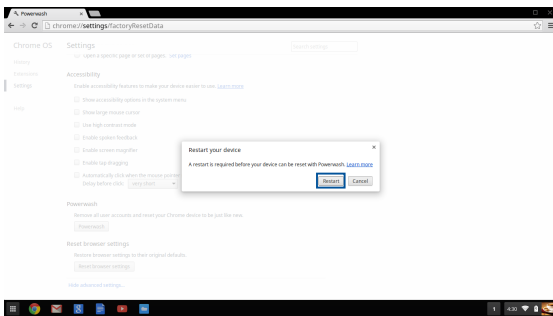 Powerwash
chrome://settings/factoryResetData
Chrome OS
Settings
Search settings
History
Extensions
Settings
Help
Open a specific page or set of pages. Set pages
Accessibility
Enable accessibility features to make your device easier to use. Learn more
Show accessibility options in the system menu
Show large mouse cursor
Use high contrast mode
Enable spoken feedback
Enable screen magnifier
Enable tap dragging
Automatically click when the mouse pointer
Delay before click: very short
Restart your device
A restart is required before your device can be reset with Powerwash. Learn more
Restart Cancel
Powerwash
Remove all user accounts and reset your Chrome device to be just like new.
Powerwash
Reset browser settings
Restore browser settings to their original defaults.
Reset browser settings
Hide advanced settings...
1 4:30